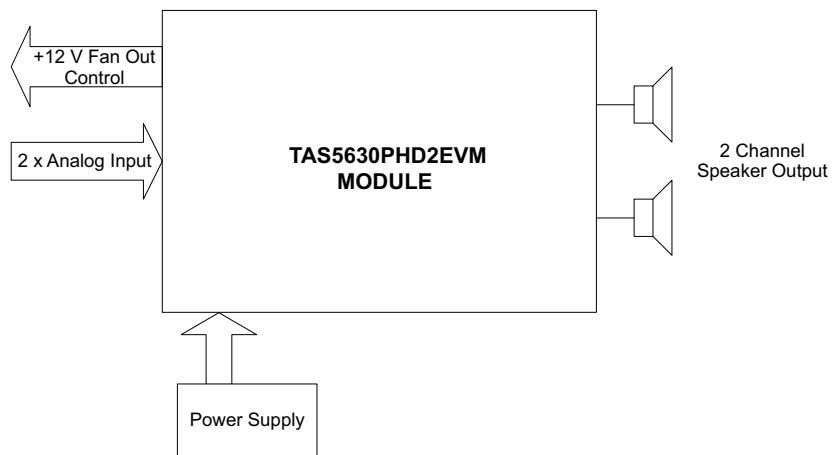 +12 V Fan Out
Control
2 x Analog Input
TAS5630PHD2EVM
MODULE
2 Channel
Speaker Output
Power Supply